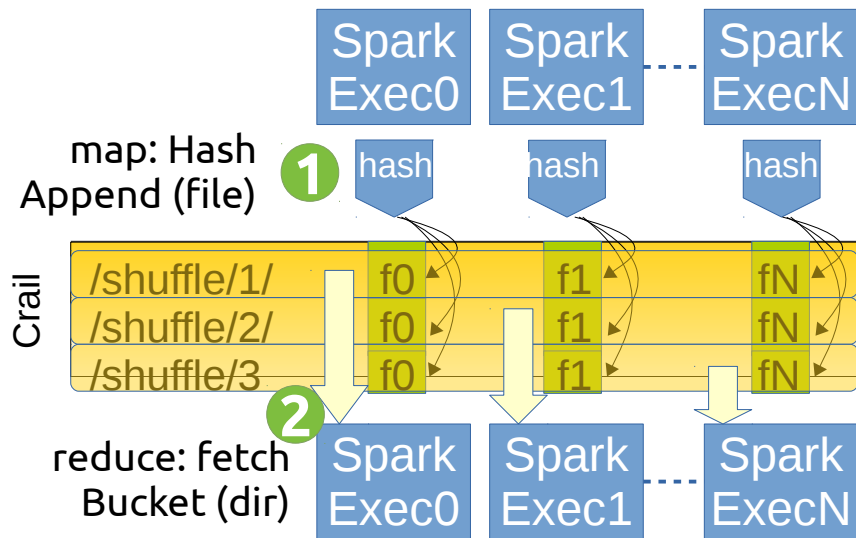 Spark Exec0
Spark Exec1
Spark ExecN
map: Hash
Append (file)
1
hash
hash
hash
Crail
/shuffle/1/ f0 f1 fN
/shuffle/2/ f0 f1 fN
/shuffle/3 f0 f1 fN
2
reduce: fetch
Bucket (dir)
Spark Exec0
Spark Exec1
Spark ExecN